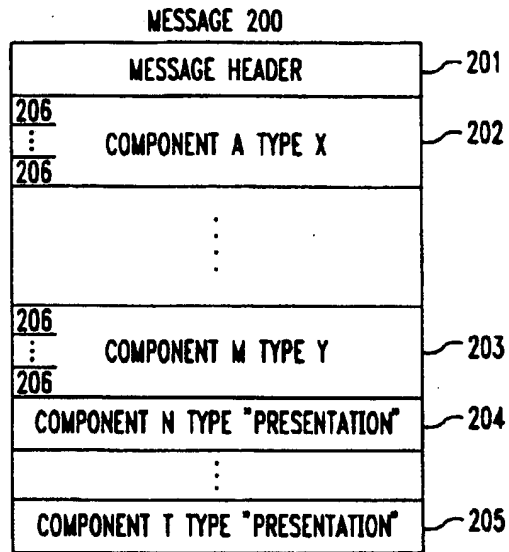 MESSAGE 200
MESSAGE HEADER 201
206
COMPONENT A TYPE X 202
206
206
COMPONENT M TYPE Y 203
206
COMPONENT N TYPE "PRESENTATION" 204
COMPONENT T TYPE "PRESENTATION" 205